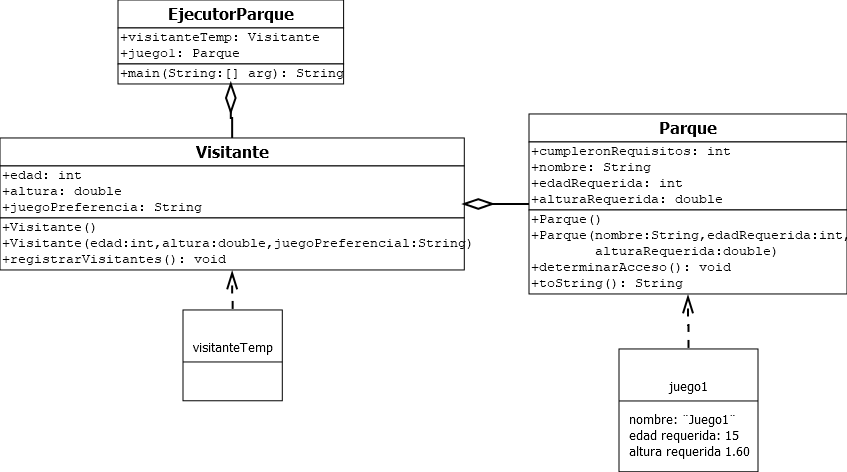 EjecutorParque
+visitanteTemp: Visitante
+juego1: Parque
+main(String:[] arg): String
Visitante
+edad: int
+altura: double
+juegoPreferencia: String
+Visitante()
+Visitante(edad:int,altura:double,juegoPreferencial:String)
+registrarVisitantes(): void
Parque
+cumpleronRequisitos: int
+nombre: String
+edadRequerida: int
+alturaRequerida: double
+Parque()
+Parque(nombre:String,edadRequerida:int,
alturaRequerida:double)
+determinarAcceso(): void
+toString(): String
visitanteTemp
juego1
nombre: ¨Juego1¨
edad requerida: 15
altura requerida 1.60